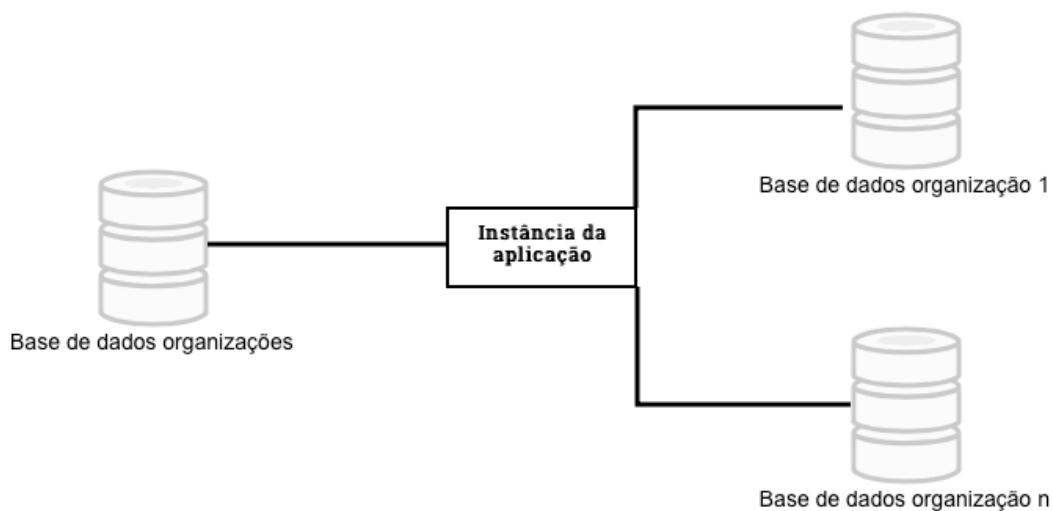 Base de dados organização 1
Instância da
aplicação
Base de dados organizações
Base de dados organização n